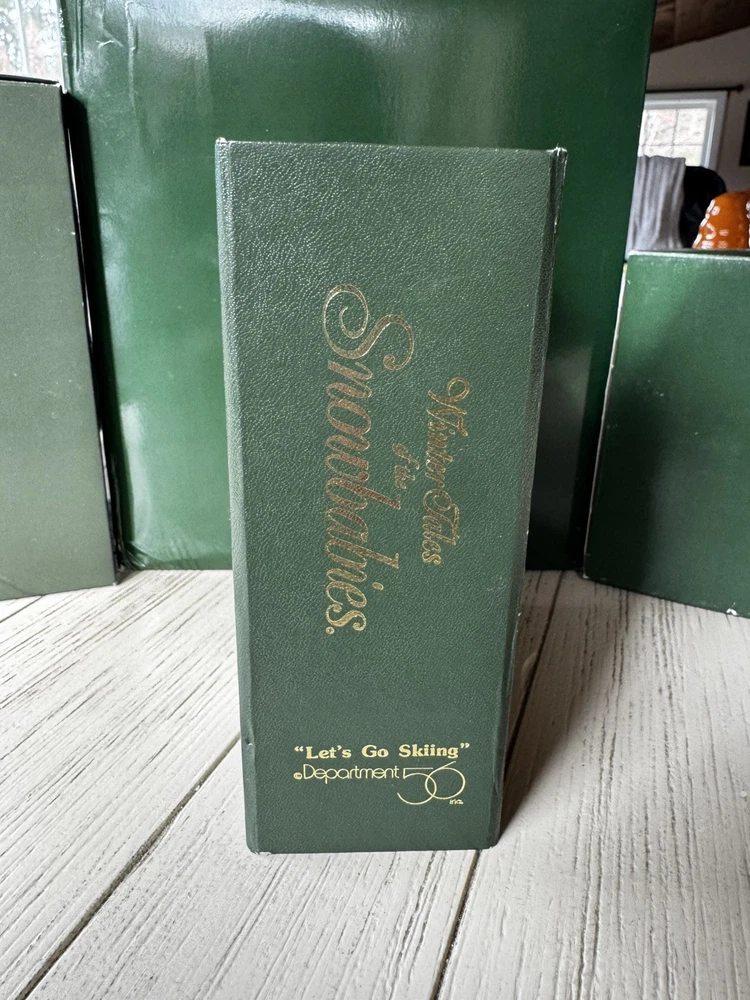 Winter Tales
of the
Snowbabies®
“Let's Go Skiing”
©Department 56
inc.